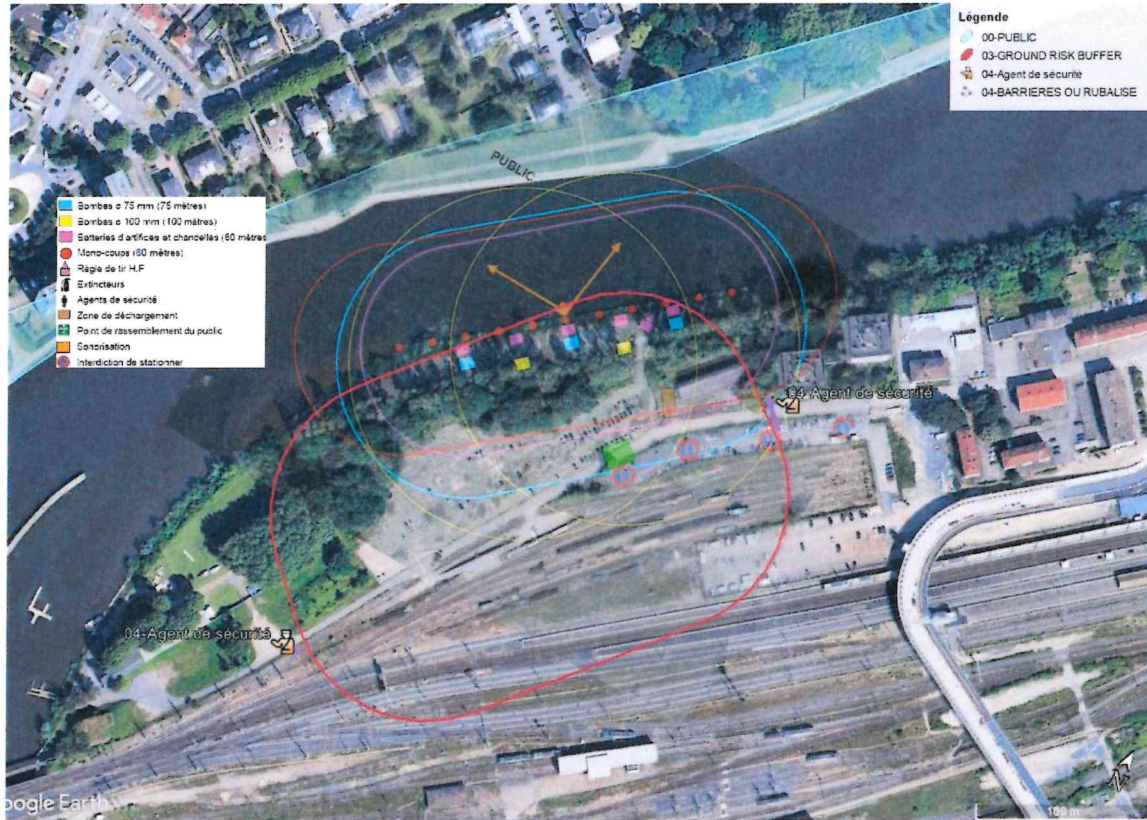 Légende
00-PUBLIC
03-GROUND RISK BUFFER
04-Agent de sécurité
04-BARRIERES OU RUBALISE
PUBLIC
Bombes ø 75 mm (75 mètres)
Bombes ø 100 mm (100 mètres)
Batteries d'artifices et chandelles (60 mètres
Mono-coups (60 mètres)
Régie de tir H.F
Extincteurs
Agents de sécurité
Zone de déchargement
Point de rassemblement du public
Sonorisation
Interdiction de stationner
04-Agent de sécurité
04-Agent de sécurité
oogle Earth
100 m